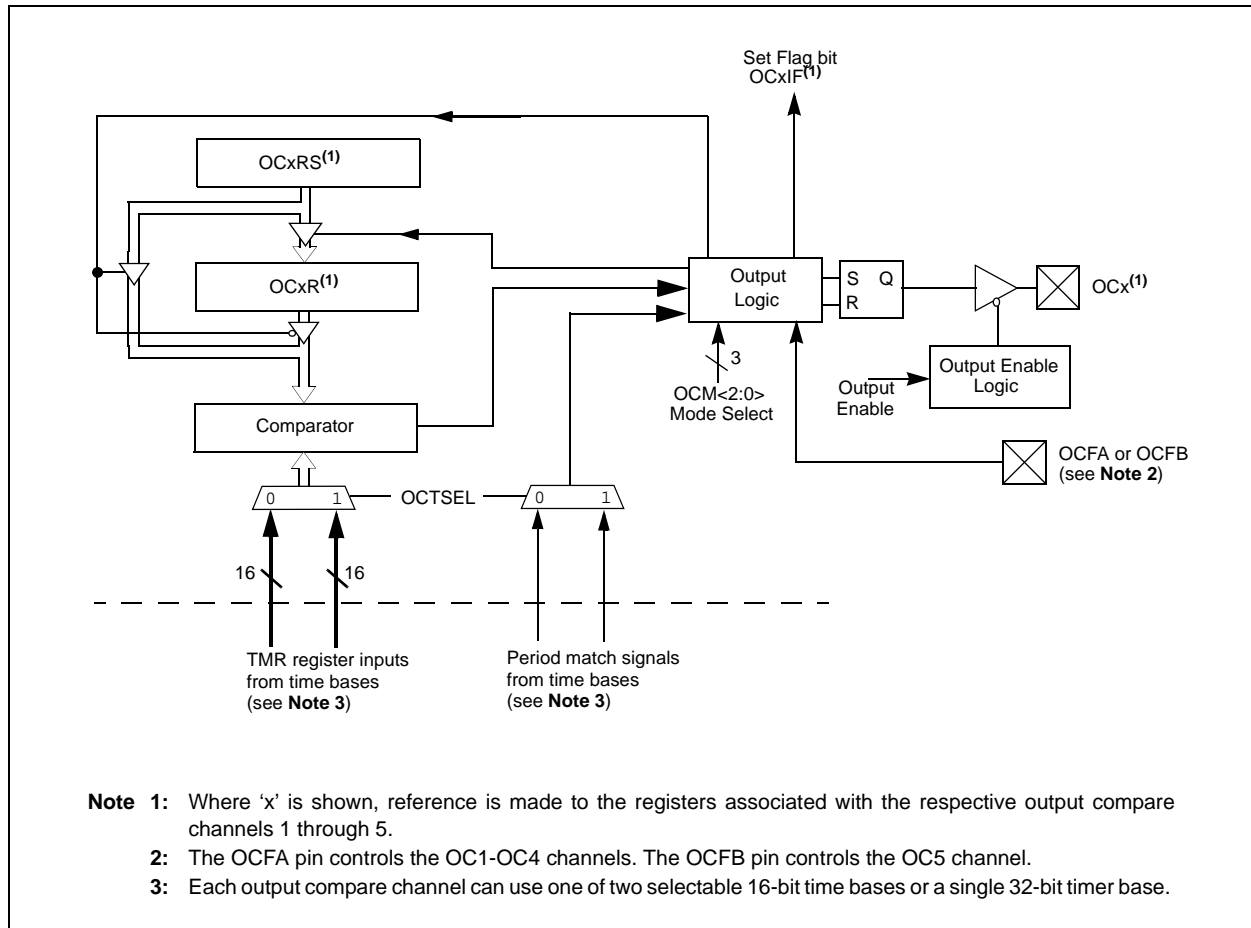 Set Flag bit
OCxIF(1)
OCxRS(1)
OCxR(1)
Output
Logic
S Q
R
OCx(1)
3
OCM<2:0>
Mode Select
Output
Enable
Output Enable
Logic
Comparator
OCFA or OCFB
(see Note 2)
0 1
OCTSEL
0 1
16
16
TMR register inputs
from time bases
(see Note 3)
Period match signals
from time bases
(see Note 3)
Note 1: Where ‘x’ is shown, reference is made to the registers associated with the respective output compare
channels 1 through 5.
2: The OCFA pin controls the OC1-OC4 channels. The OCFB pin controls the OC5 channel.
3: Each output compare channel can use one of two selectable 16-bit time bases or a single 32-bit timer base.